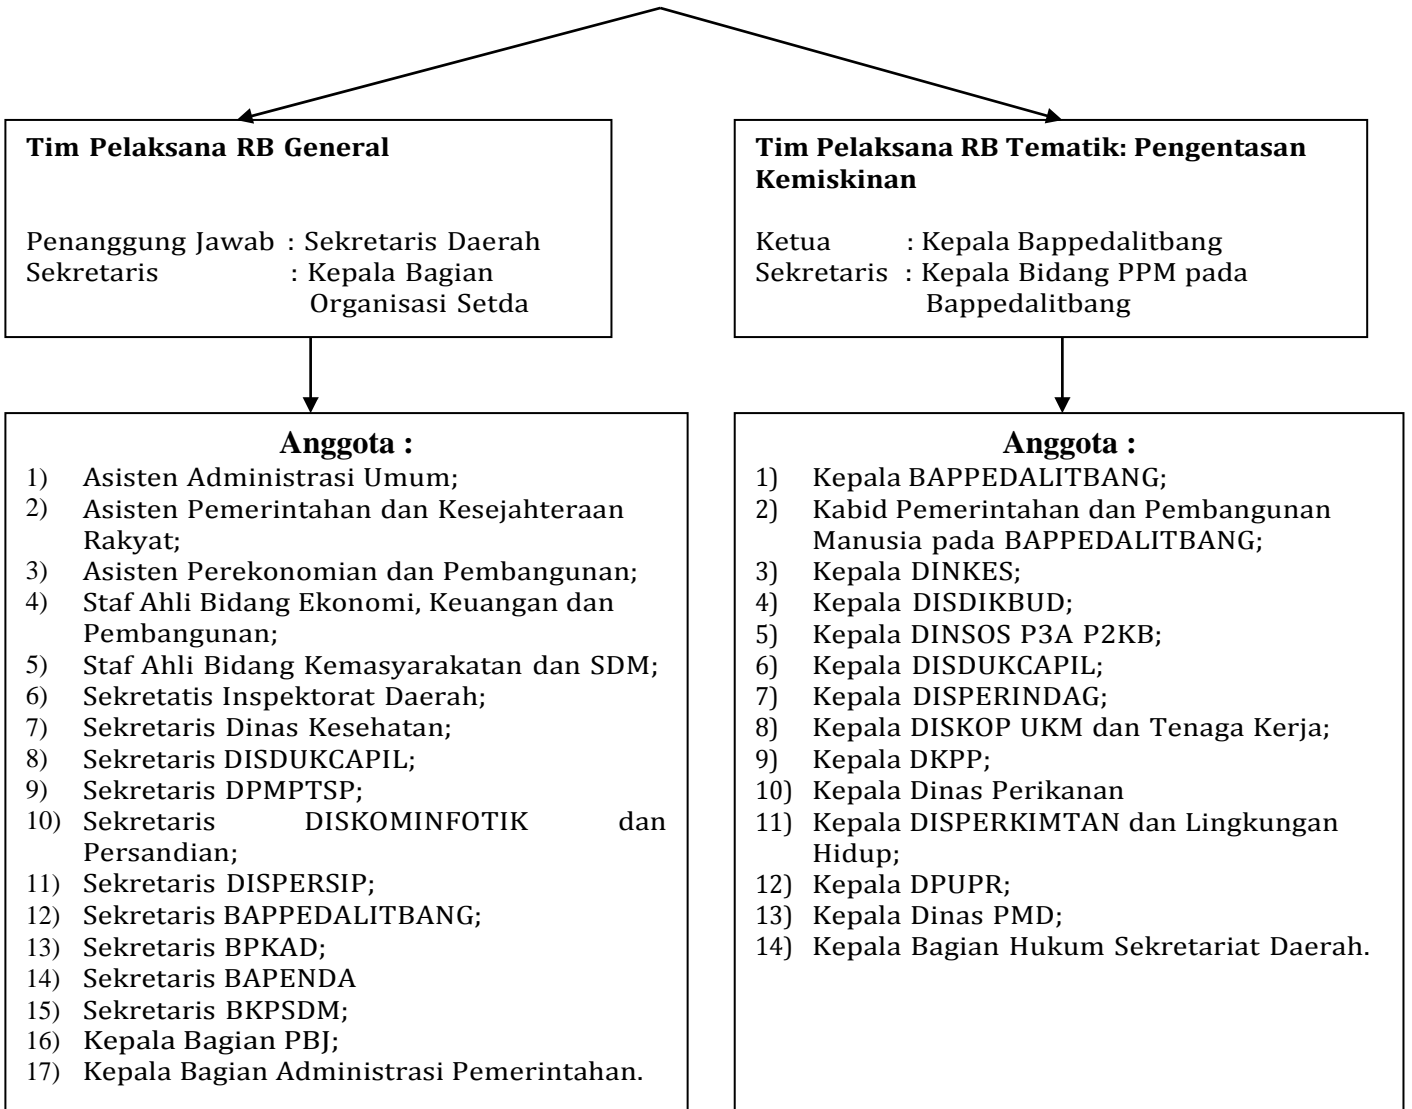 Tim Pelaksana RB General
Penanggung Jawab : Sekretaris Daerah
Sekretaris : Kepala Bagian
Organisasi Setda
Tim Pelaksana RB Tematik: Pengentasan
Kemiskinan
Ketua : Kepala Bappedalitbang
Sekretaris : Kepala Bidang PPM pada
Bappedalitbang
Anggota :
1) Asisten Administrasi Umum;
2) Asisten Pemerintahan dan Kesejahteraan
Rakyat;
3) Asisten Perekonomian dan Pembangunan;
4) Staf Ahli Bidang Ekonomi, Keuangan dan
Pembangunan;
5) Staf Ahli Bidang Kemasyarakatan dan SDM;
6) Sekretatis Inspektorat Daerah;
7) Sekretaris Dinas Kesehatan;
8) Sekretaris DISDUKCAPIL;
9) Sekretaris DPMPTSP;
10) Sekretaris DISKOMINFOTIK dan
Persandian;
11) Sekretaris DISPERSIP;
12) Sekretaris BAPPEDALITBANG;
13) Sekretaris BPKAD;
14) Sekretaris BAPENDA
15) Sekretaris BKPSDM;
16) Kepala Bagian PBJ;
17) Kepala Bagian Administrasi Pemerintahan.
Anggota :
1) Kepala BAPPEDALITBANG;
2) Kabid Pemerintahan dan Pembangunan
Manusia pada BAPPEDALITBANG;
3) Kepala DINKES;
4) Kepala DISDIKBUD;
5) Kepala DINSOS P3A P2KB;
6) Kepala DISDUKCAPIL;
7) Kepala DISPERINDAG;
8) Kepala DISKOP UKM dan Tenaga Kerja;
9) Kepala DKPP;
10) Kepala Dinas Perikanan
11) Kepala DISPERKIMTAN dan Lingkungan
Hidup;
12) Kepala DPUPR;
13) Kepala Dinas PMD;
14) Kepala Bagian Hukum Sekretariat Daerah.